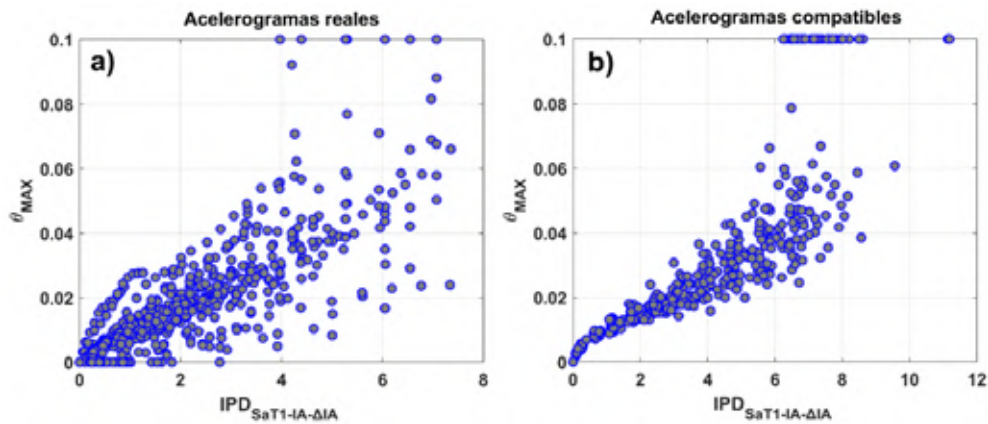 Acelerogramas reales
a)
0.1
0.08
0.06
0.04
0.02
0
θMAX
0 2 4 6 8
IPDSaT1-IA-ΔIA
Acelerogramas compatibles
b)
0.1
0.08
0.06
0.04
0.02
0
θMAX
0 2 4 6 8 10 12
IPDSaT1-IA-ΔIA